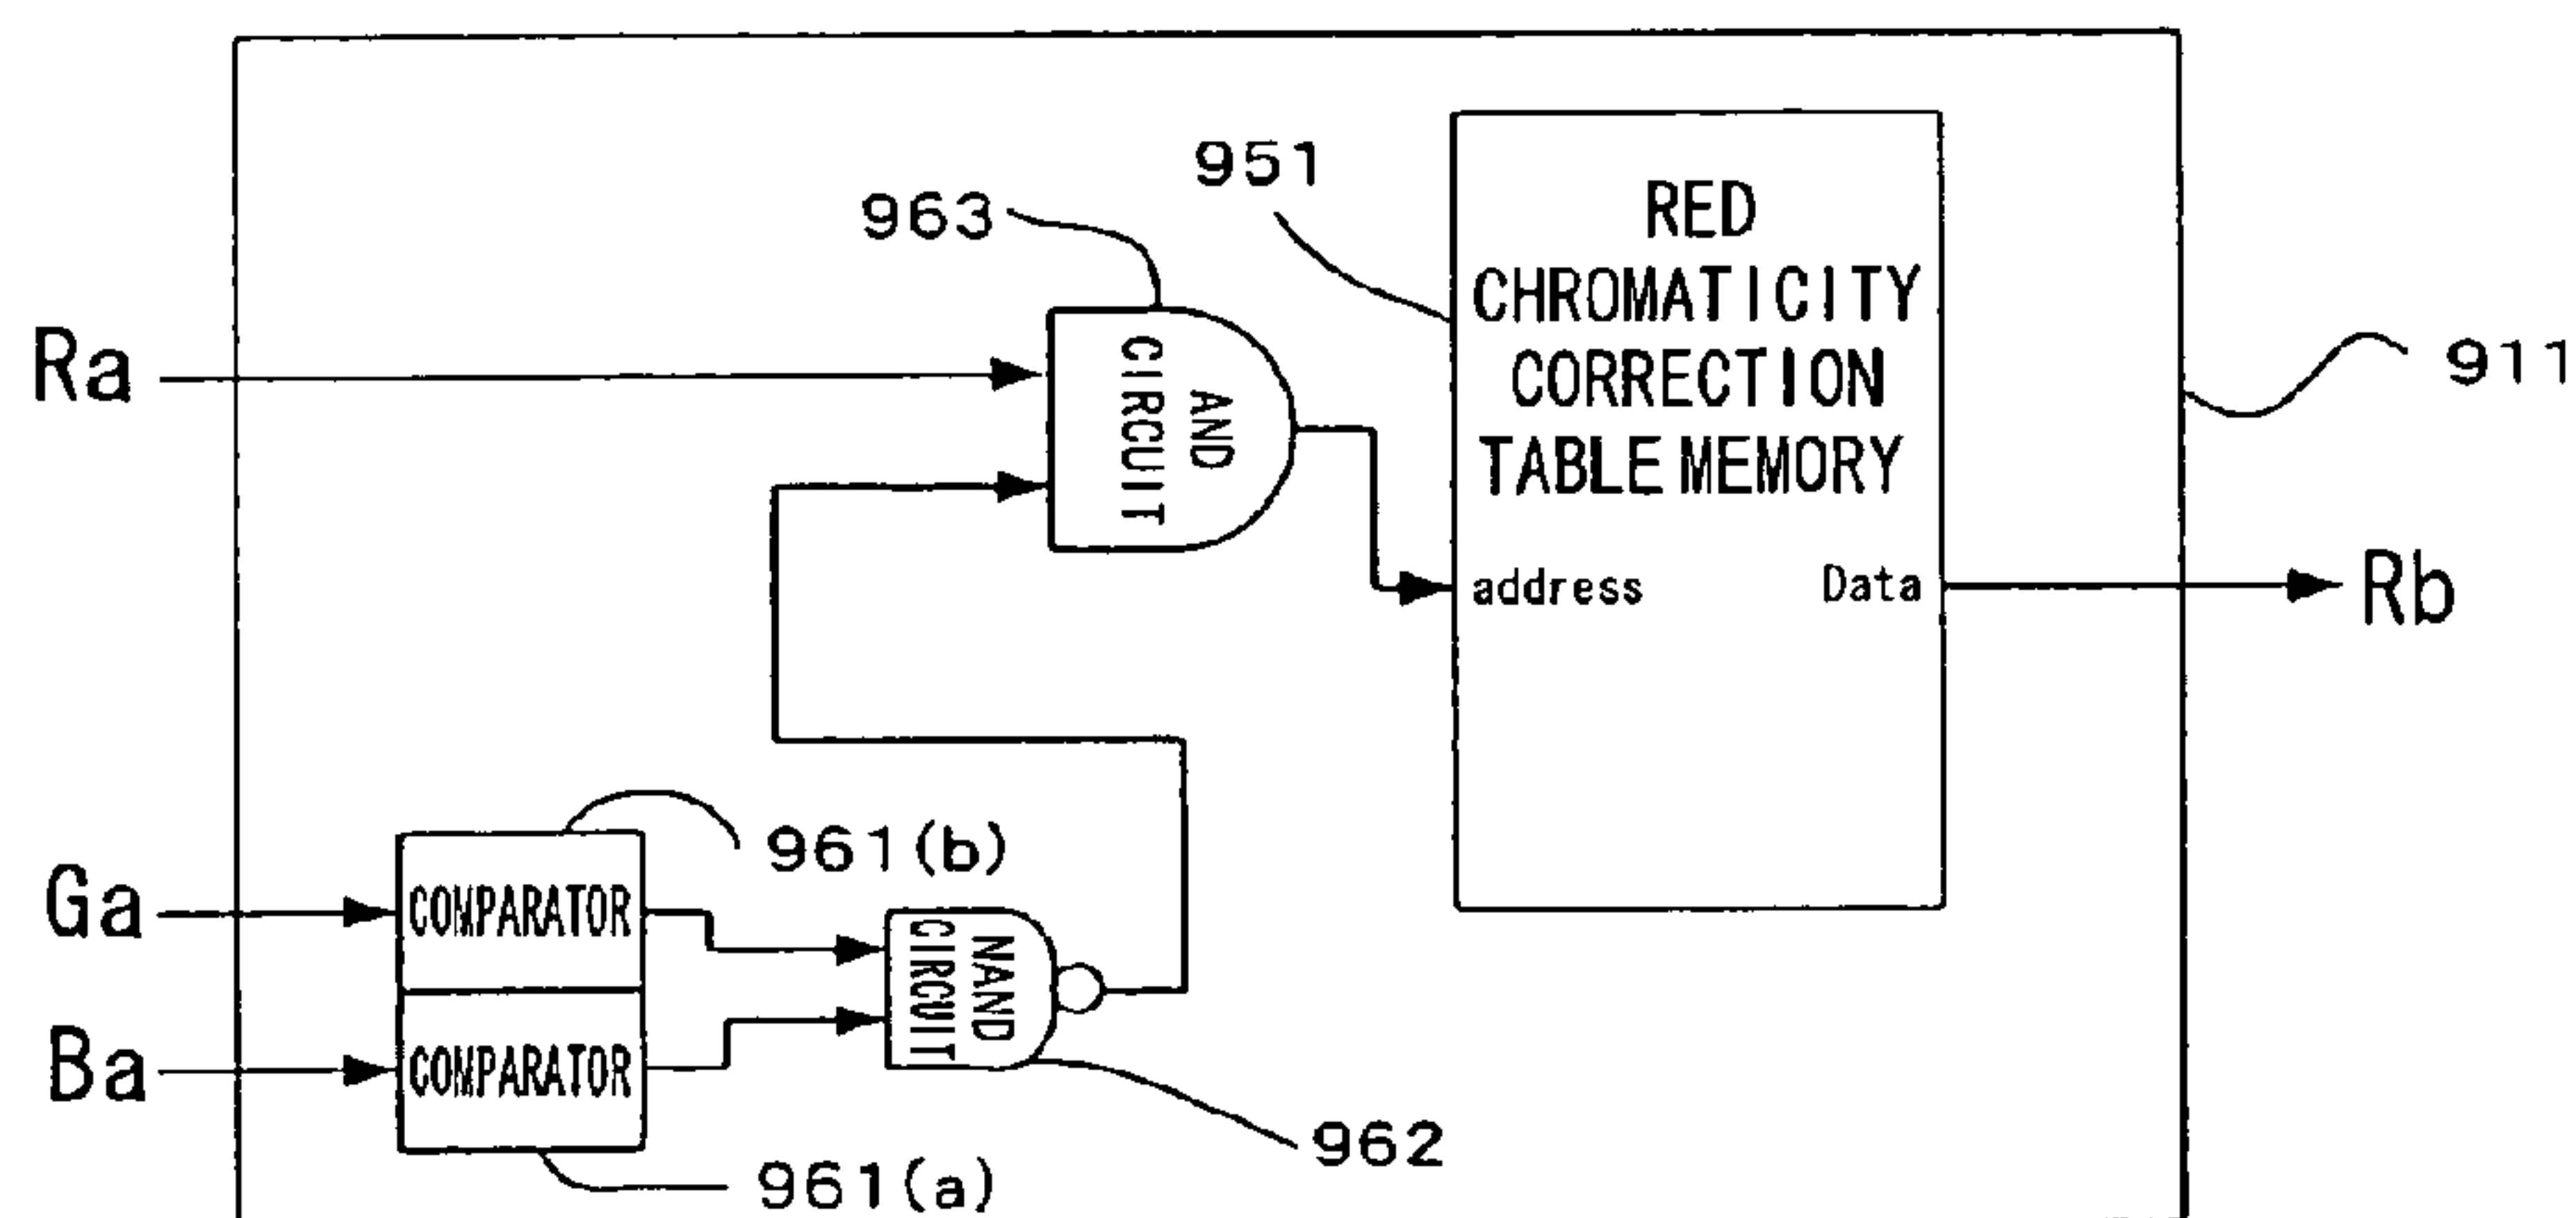 951
963
RED
CHROMATICITY
CORRECTION
TABLE MEMORY
Ra
AND
CIRCUIT
911
address
Data
Rb
961(b)
Ga
COMPARATOR
NAND
CIRCUIT
Ba
COMPARATOR
962
961(a)